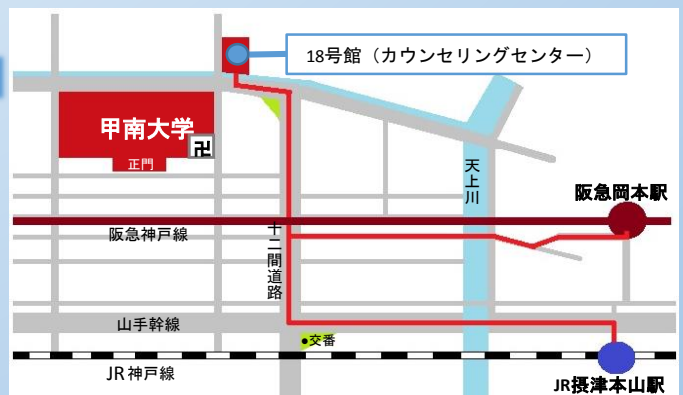 18号館（カウンセリングセンター）
甲南大学
卍
正門
天上川
阪急岡本駅
阪急神戸線
十二間道路
山手幹線
●交番
JR神戸線
JR摂津本山駅